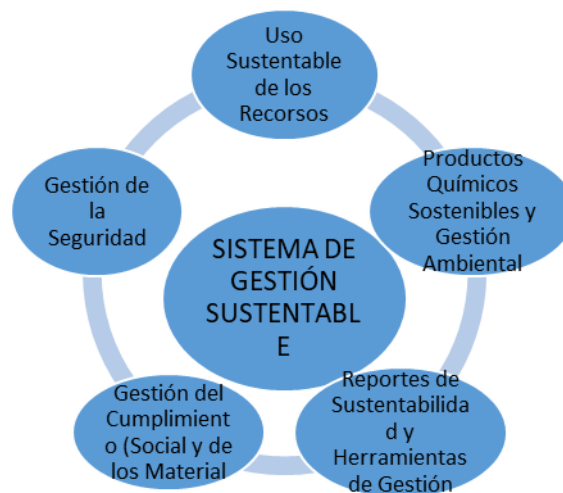 Uso
Sustentable
de los
Recorsos
Productos
Químicos
Sostenibles y
Gestión
Ambiental
Reportes de
Sustentabilida
d y
Herramientas
de Gestión
Gestión del
Cumplimient
o (Social y de
los Material
Gestión de
la
Seguridad
SISTEMA DE
GESTIÓN
SUSTENTABL
E